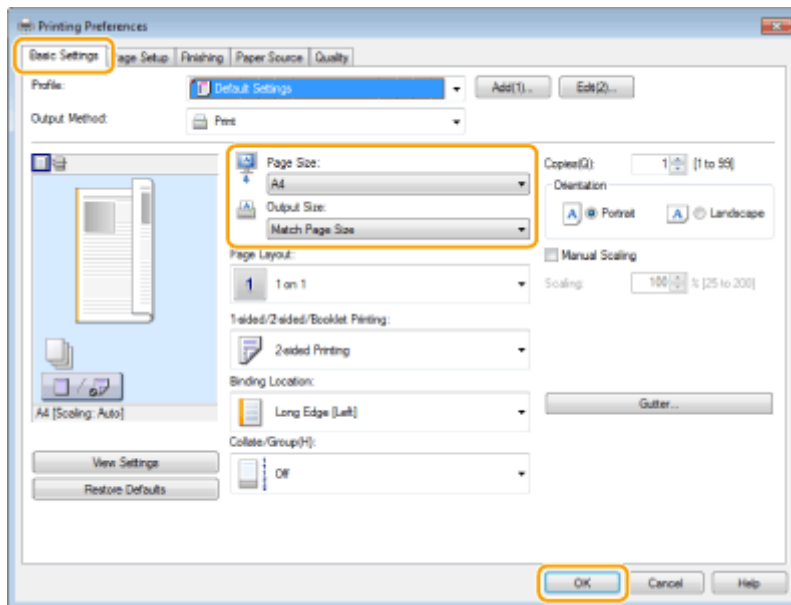 Printing Preferences
Basic Settings Page Setup Finishing Paper Source Quality
Profile: Default Settings Add(1)... Edit(2)...
Output Method: Print
Page Size:
A4
Output Size:
Match Page Size
Copies(Q): 1 [1 to 99]
Orientation
A Portrait A Landscape
Page Layout:
1 1 on 1
Manual Scaling
Scaling: 100 % [25 to 200]
1-sided/2-sided/Booklet Printing:
2-sided Printing
Binding Location:
Long Edge [Left]
Gutter...
A4 [Scaling: Auto]
Collate/Group(H):
Off
View Settings
Restore Defaults
OK Cancel Help